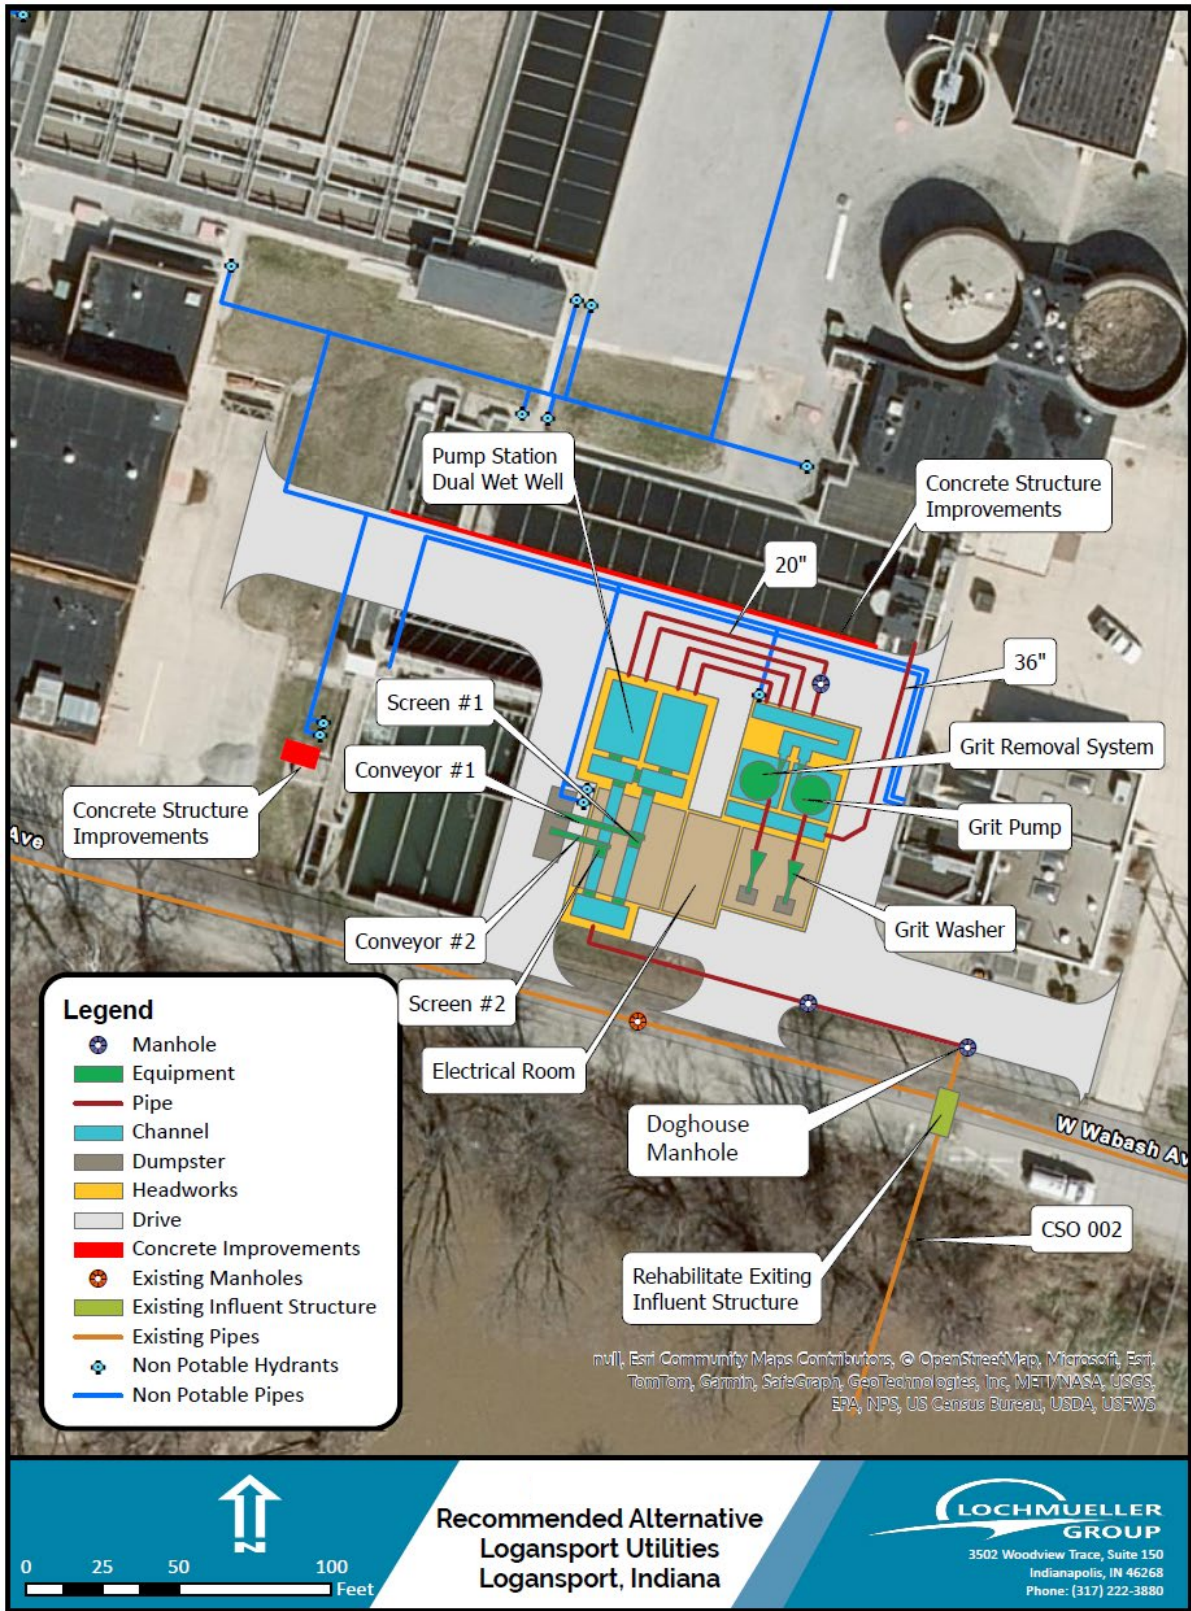 Pump Station
Dual Wet Well
Concrete Structure
Improvements
20"
36"
Screen #1
Grit Removal System
Conveyor #1
Concrete Structure
Improvements
Grit Pump
Ave
Grit Washer
Conveyor #2
Screen #2
Electrical Room
Doghouse
Manhole
W Wabash Av
CSO 002
Rehabilitate Exiting
Influent Structure
Legend
Manhole
Equipment
Pipe
Channel
Dumpster
Headworks
Drive
Concrete Improvements
Existing Manholes
Existing Influent Structure
Existing Pipes
Non Potable Hydrants
Non Potable Pipes
null, Esri Community Maps Contributors, © OpenStreetMap, Microsoft, Esri,
TomTom, Garmin, SafeGraph, GeoTechnologies, Inc, METI/NASA, USGS,
EPA, NPS, US Census Bureau, USDA, USFWS
N
0 25 50 100
Feet
Recommended Alternative
Logansport Utilities
Logansport, Indiana
LOCHMUELLER
GROUP
3502 Woodview Trace, Suite 150
Indianapolis, IN 46268
Phone: (317) 222-3880